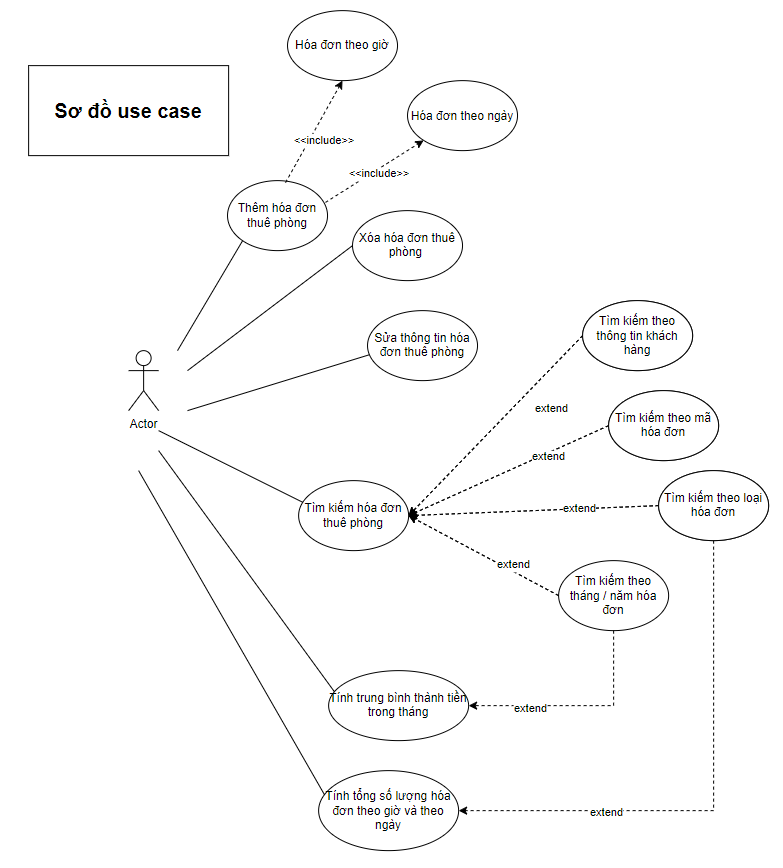 Hóa đơn theo giờ
Sơ đồ use case
Hóa đơn theo ngày
<<include>>
<<include>>
Thêm hóa đơn
thuê phòng
Xóa hóa đơn thuê
phòng
Sửa thông tin hóa
đơn thuê phòng
Tìm kiếm theo
thông tin khách
hàng
Actor
extend
Tìm kiếm theo mã
hóa đơn
extend
Tìm kiếm hóa đơn
thuê phòng
extend
Tìm kiếm theo loại
hóa đơn
extend
Tìm kiếm theo
tháng / năm hóa
đơn
Tính trung bình thành tiền
trong tháng
extend
Tính tổng số lượng hóa
đơn theo giờ và theo
ngày
extend